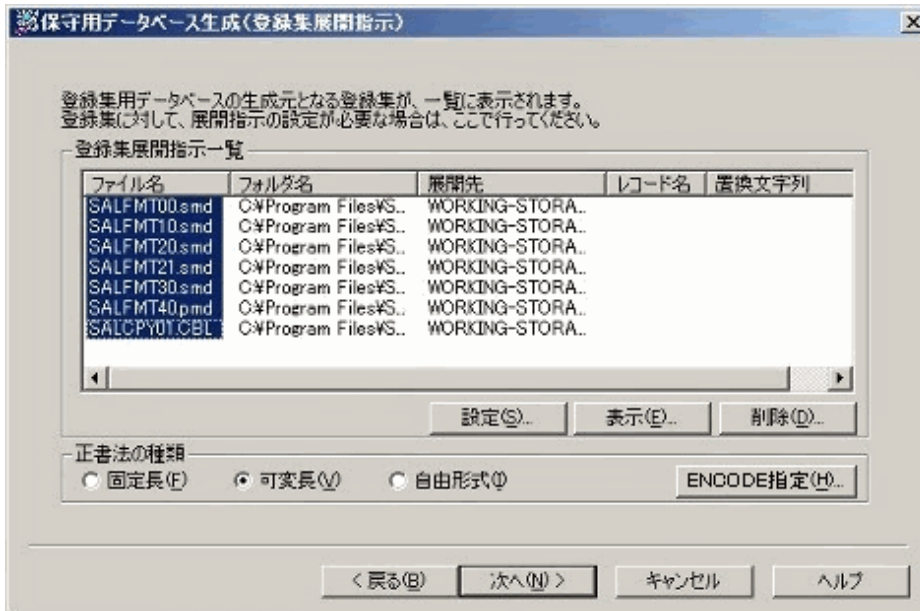 保守用データベース生成(登録集展開指示)
登録集用データベースの生成元となる登録集が、一覧に表示されます。
登録集に対して、展開指示の設定が必要な場合は、ここで行ってください。
登録集展開指示一覧
ファイル名 フォルダ名 展開先 レコード名 置換文字列
SALFMT00.smd C:¥Program Files¥S.. WORKING-STORA..
SALFMT10.smd C:¥Program Files¥S.. WORKING-STORA..
SALFMT20.smd C:¥Program Files¥S.. WORKING-STORA..
SALFMT21.smd C:¥Program Files¥S.. WORKING-STORA..
SALFMT30.smd C:¥Program Files¥S.. WORKING-STORA..
SALFMT40.pmd C:¥Program Files¥S.. WORKING-STORA..
SALCPY01.CBL C:¥Program Files¥S.. WORKING-STORA..
設定(S)... 表示(E)... 削除(D)...
正書法の種類
固定長(F) 可変長(V) 自由形式(I) ENCODE指定(H)...
< 戻る(B) 次へ(N) > キャンセル ヘルプ